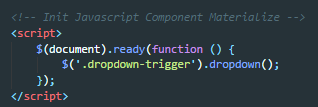 <!-- Init Javascript Component Materialize -->
<script>
    $(document).ready(function () {
        $('.dropdown-trigger').dropdown();
    });
</script>